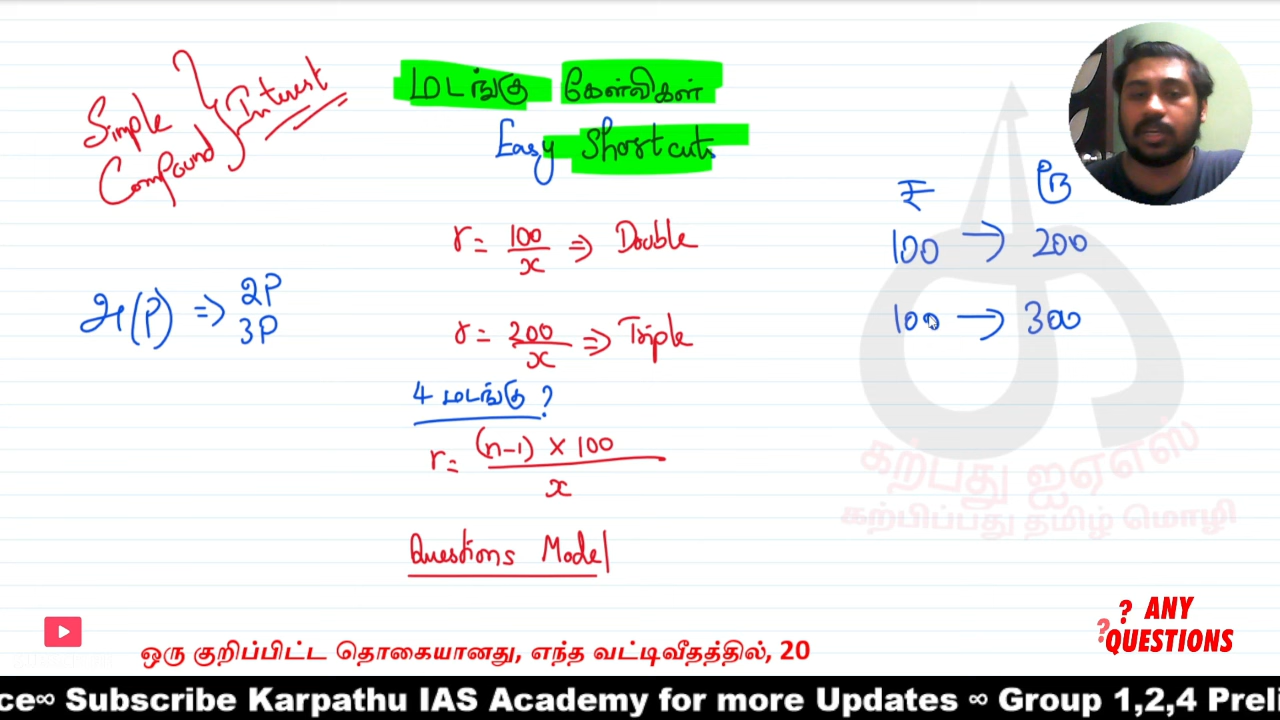 Simple
Compound
Interest
மடங்கு கேள்விகள்
Easy Shortcuts
r = 100/x => Double
r = 200/x => Triple
4 மடங்கு ?
r = (n-1) × 100 / x
Questions Model
(P) => 2P
3P
₹ ரூ
100 → 200
100 → 300
கற்பது ஐஏஎஸ்
கற்பிப்பது தமிழ் மொழி
? ANY
? QUESTIONS
ஒரு குறிப்பிட்ட தொகையானது, எந்த வட்டிவீதத்தில், 20
ce∞ Subscribe Karpathu IAS Academy for more Updates ∞ Group 1,2,4 Preli